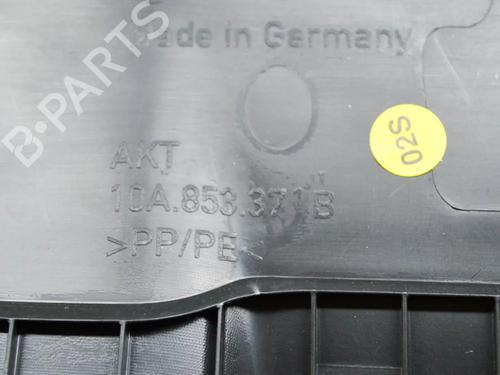 Made in Germany
B-PARTS
02S
AKT
10A.853.371 B
>PP/PE<